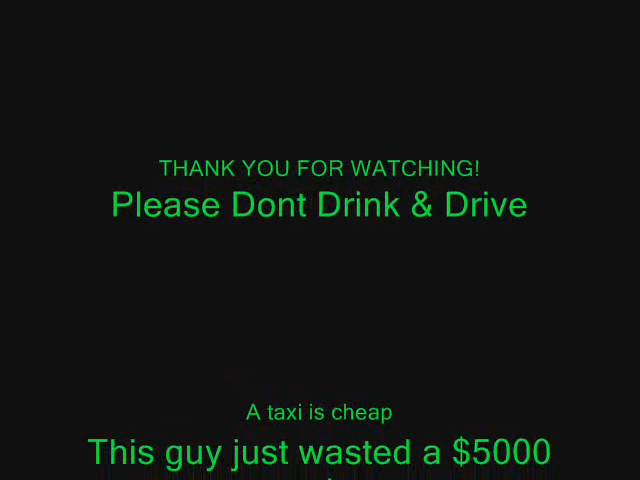 THANK YOU FOR WATCHING!
Please Dont Drink & Drive
A taxi is cheap
This guy just wasted a $5000